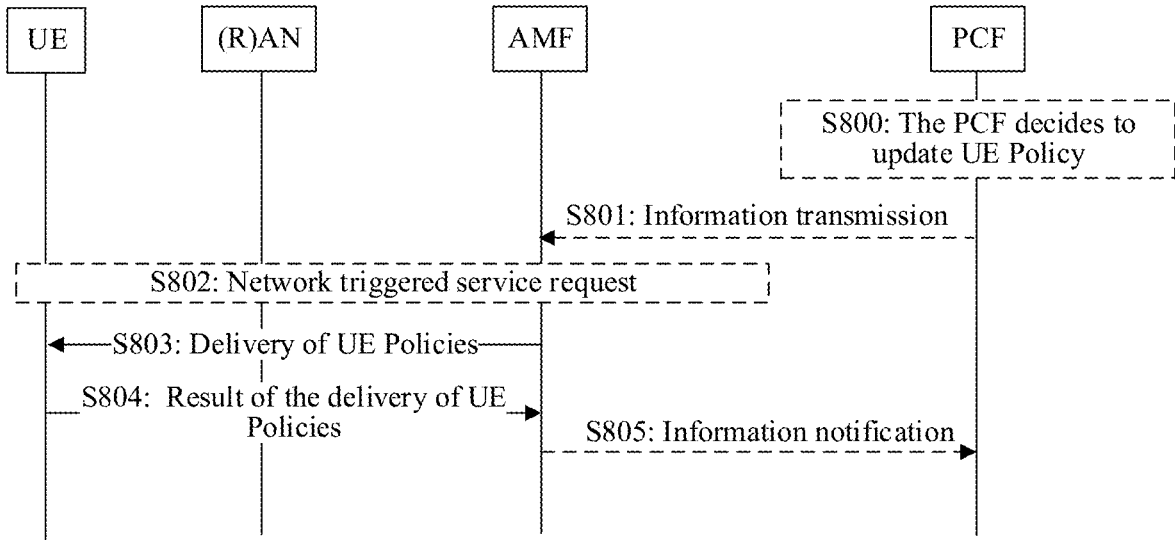 UE
(R)AN
AMF
PCF
S800: The PCF decides to
update UE Policy
S801: Information transmission
S802: Network triggered service request
S803: Delivery of UE Policies
S804: Result of the delivery of UE
Policies
S805: Information notification